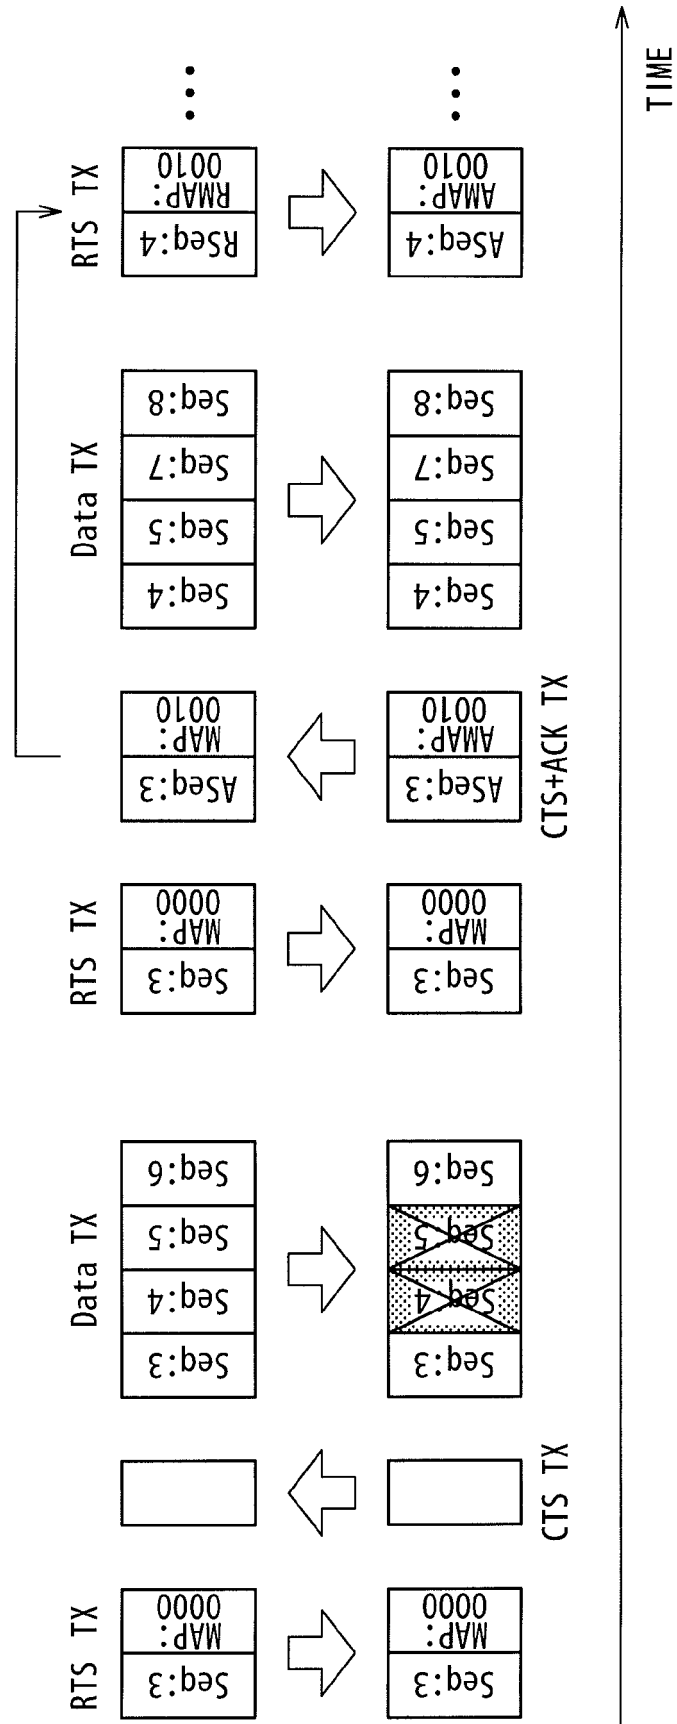 RTS TX
Seq:3
MAP:
0000
Seq:3
MAP:
0000
CTS TX
Data TX
Seq:3
Seq:4
Seq:5
Seq:6
Seq:3
Seq:4
Seq:5
Seq:6
RTS TX
Seq:3
MAP:
0000
Seq:3
MAP:
0000
ASeq:3
MAP:
0010
ASeq:3
AMAP:
0010
CTS+ACK TX
Data TX
Seq:4
Seq:5
Seq:7
Seq:8
Seq:4
Seq:5
Seq:7
Seq:8
RTS TX
RSeq:4
RMAP:
0010
ASeq:4
AMAP:
0010
...
...
TIME